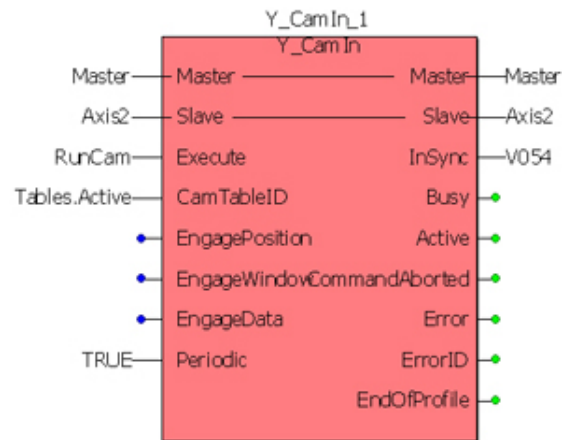 Y_CamIn_1
Y_CamIn
Master Master Master Master
Axis2 Slave Slave Axis2
RunCam Execute InSync V054
Tables.Active CamTableID Busy
EngagePosition Active
EngageWindow CommandAborted
EngageData Error
TRUE Periodic ErrorID
EndOfProfile